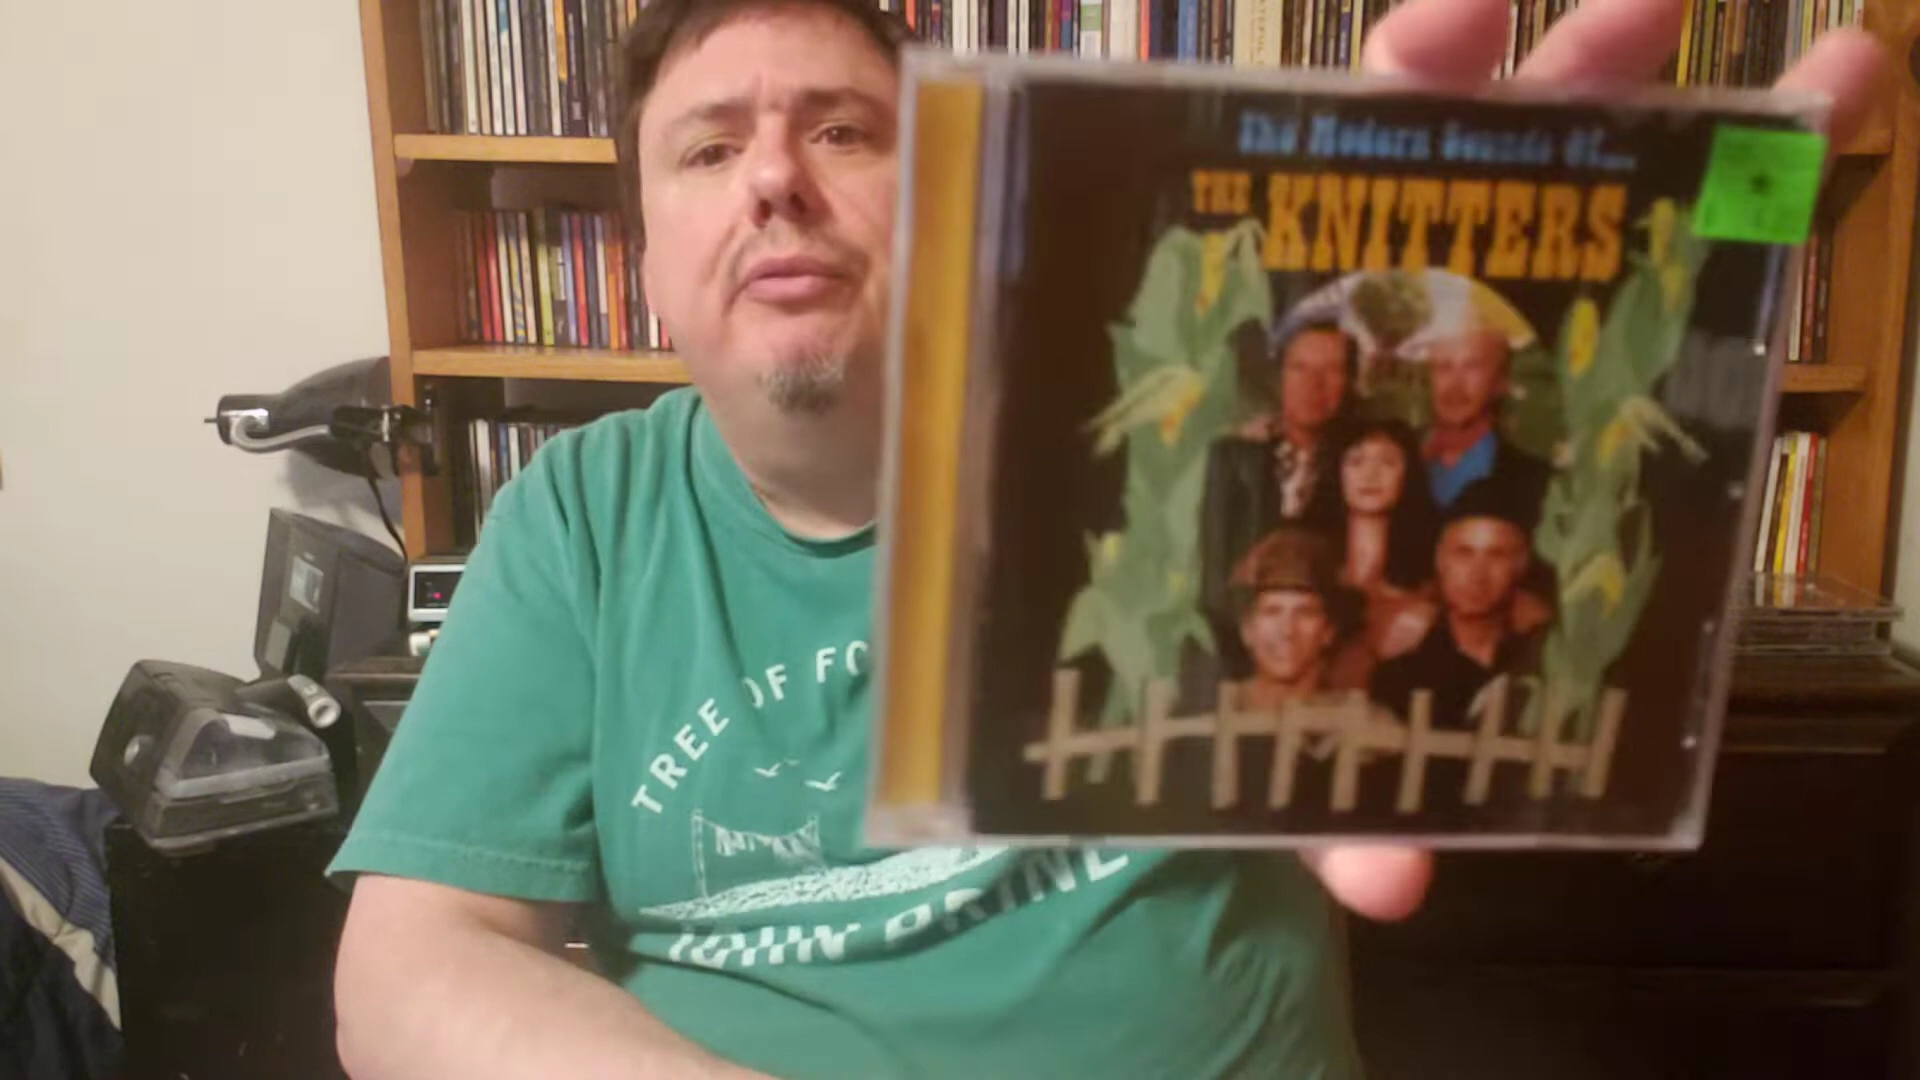 The Modern Sounds Of...
THE KNITTERS
TREE OF FO
JOHN PRINE